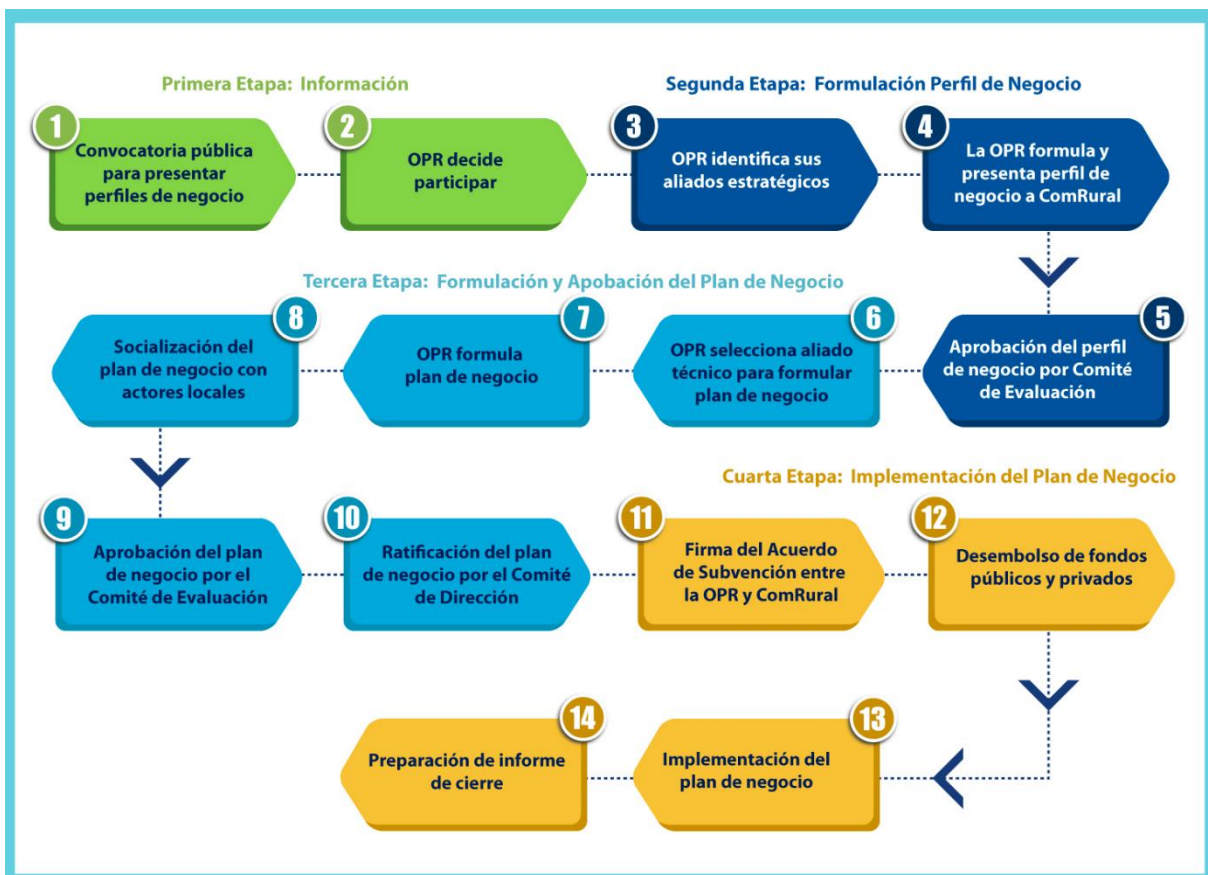 Primera Etapa: Información
Segunda Etapa: Formulación Perfil de Negocio
1
Convocatoria pública
para presentar
perfiles de negocio
2
OPR decide
participar
3
OPR identifica sus
aliados estratégicos
4
La OPR formula y
presenta perfil de
negocio a ComRural
Tercera Etapa: Formulación y Apobación del Plan de Negocio
5
Aprobación del perfil
de negocio por Comité
de Evaluación
6
OPR selecciona aliado
técnico para formular
plan de negocio
7
OPR formula
plan de negocio
8
Socialización del
plan de negocio con
actores locales
Cuarta Etapa: Implementación del Plan de Negocio
9
Aprobación del plan
de negocio por el
Comité de Evaluación
10
Ratificación del plan
de negocio por el Comité
de Dirección
11
Firma del Acuerdo
de Subvención entre
la OPR y ComRural
12
Desembolso de fondos
públicos y privados
13
Implementación del
plan de negocio
14
Preparación de informe
de cierre